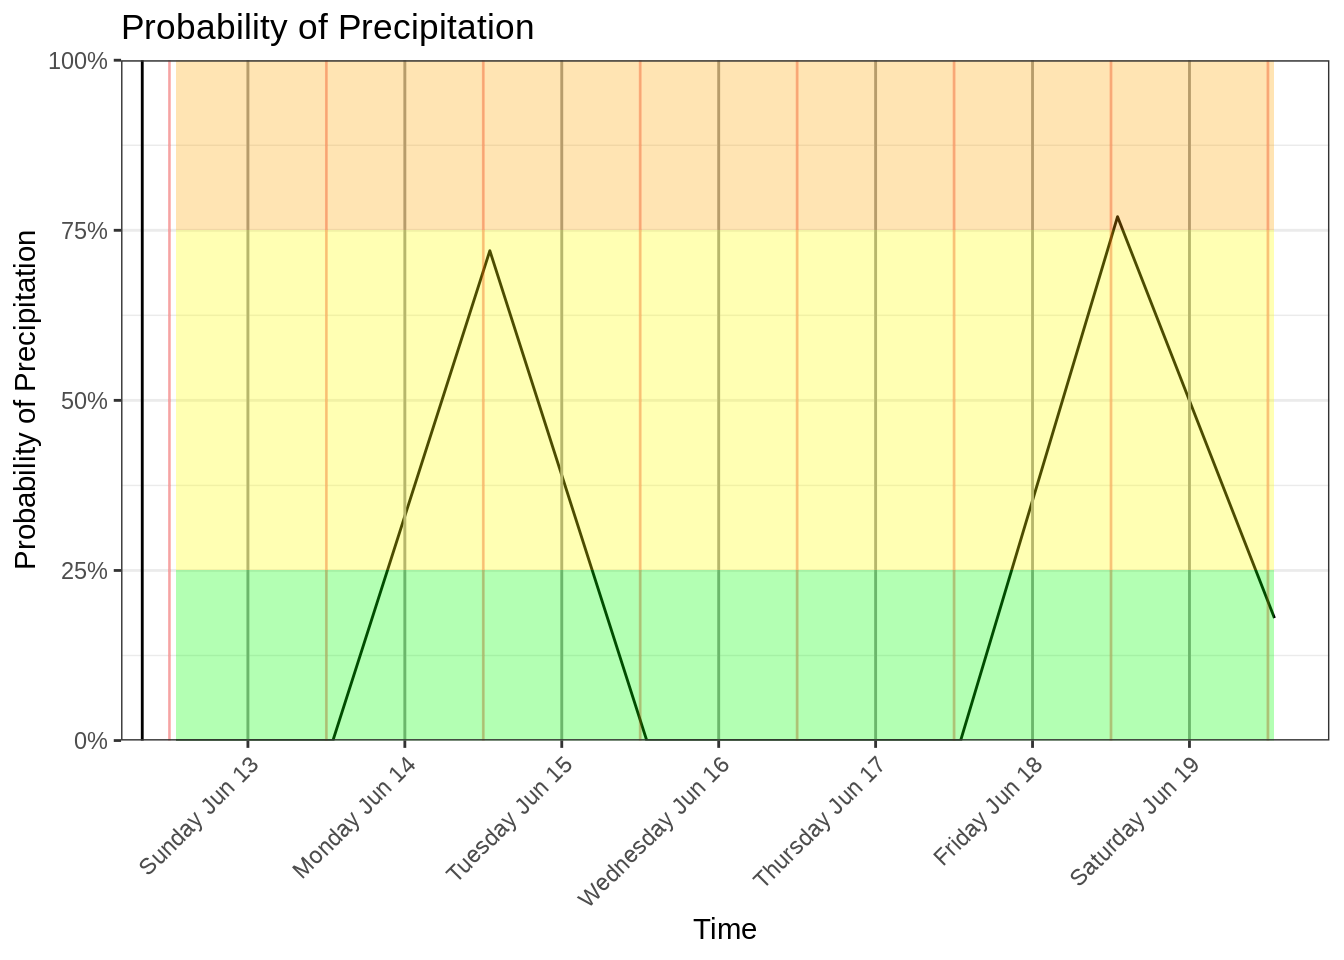 Probability of Precipitation
Probability of Precipitation
100%
75%
50%
25%
0%
Sunday Jun 13
Monday Jun 14
Tuesday Jun 15
Wednesday Jun 16
Thursday Jun 17
Friday Jun 18
Saturday Jun 19
Time